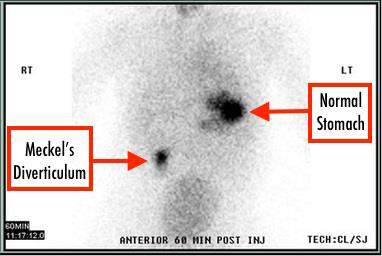 RT
LT
Normal
Stomach
Meckel's
Diverticulum
60MIN
11:17:12.0
ANTERIOR 60 MIN POST INJ
TECH:CL/SJ